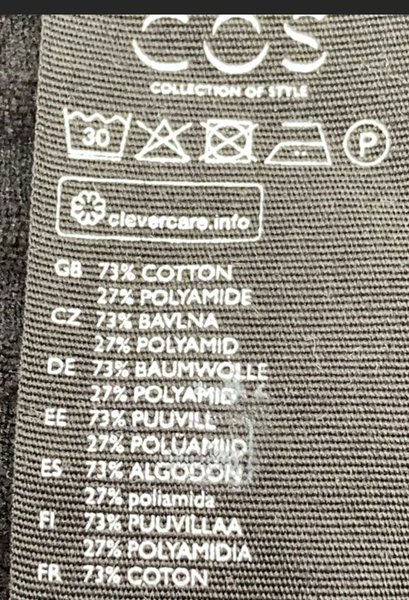 COS
COLLECTION OF STYLE
30 P
clevercare.info
GB 73% COTTON
27% POLYAMIDE
CZ 73% BAVLNA
27% POLYAMID
DE 73% BAUMWOLLE
27% POLYAMID
EE 73% PUUVILL
27% POLÜAMIID
ES 73% ALGODON
27% poliamida
FI 73% PUUVILLAA
27% POLYAMIDIA
FR 73% COTON